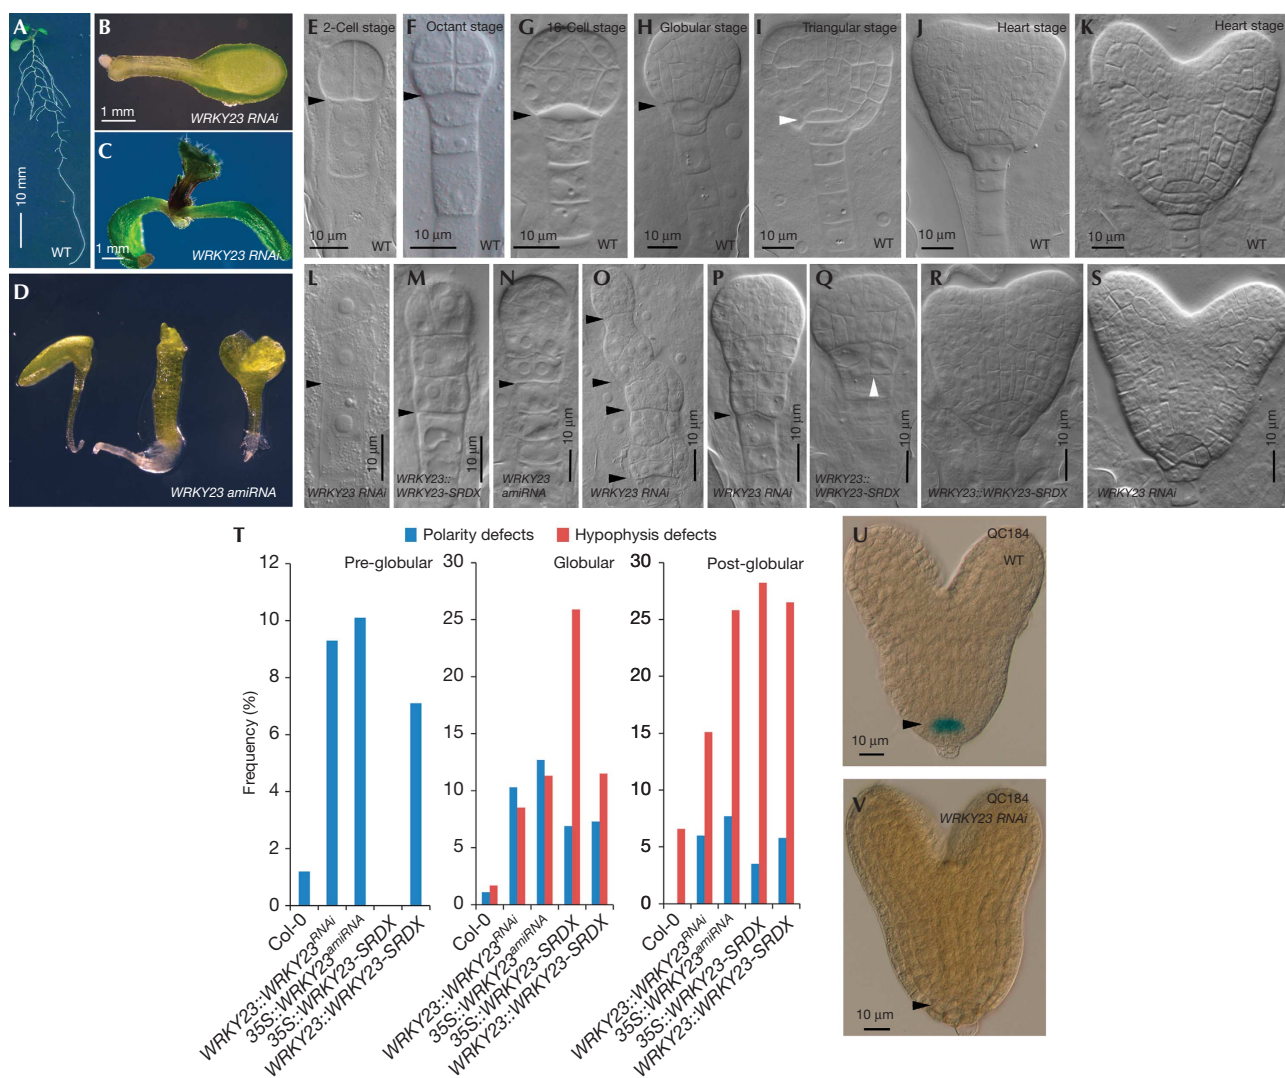 A
10 mm
WT
B
1 mm
WRKY23 RNAi
C
1 mm
WRKY23 RNAi
D
WRKY23 amiRNA
E 2-Cell stage
10 μm
WT
F Octant stage
10 μm
WT
G 16-Cell stage
10 μm
WT
H Globular stage
10 μm
WT
I Triangular stage
10 μm
WT
J Heart stage
10 μm
WT
K Heart stage
10 μm
WT
L
10 μm
WRKY23 RNAi
M
10 μm
WRKY23::
WRKY23-SRDX
N
10 μm
WRKY23
amiRNA
O
10 μm
WRKY23 RNAi
P
10 μm
WRKY23 RNAi
Q
10 μm
WRKY23::
WRKY23-SRDX
R
10 μm
WRKY23::WRKY23-SRDX
S
10 μm
WRKY23 RNAi
T
Polarity defects
Hypophysis defects
Frequency (%)
Pre-globular
12
10
8
6
4
2
0
Col-0
WRKY23::WRKY23RNAi
35S::WRKY23amiRNA
35S::WRKY23-SRDX
WRKY23::WRKY23-SRDX
Globular
30
25
20
15
10
5
0
Col-0
WRKY23::WRKY23RNAi
35S::WRKY23amiRNA
35S::WRKY23-SRDX
WRKY23::WRKY23-SRDX
Post-globular
30
25
20
15
10
5
0
Col-0
WRKY23::WRKY23RNAi
35S::WRKY23amiRNA
35S::WRKY23-SRDX
WRKY23::WRKY23-SRDX
U
QC184
WT
10 μm
V
QC184
WRKY23 RNAi
10 μm